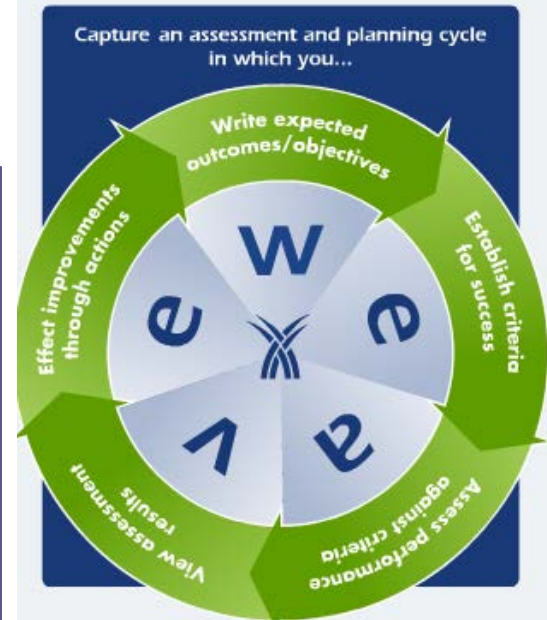 Capture an assessment and planning cycle
in which you...
Write expected
outcomes/objectives
Establish criteria
for success
Assess performance
against criteria
View assessment
results
Effect improvements
through actions
w
e
a
v
e